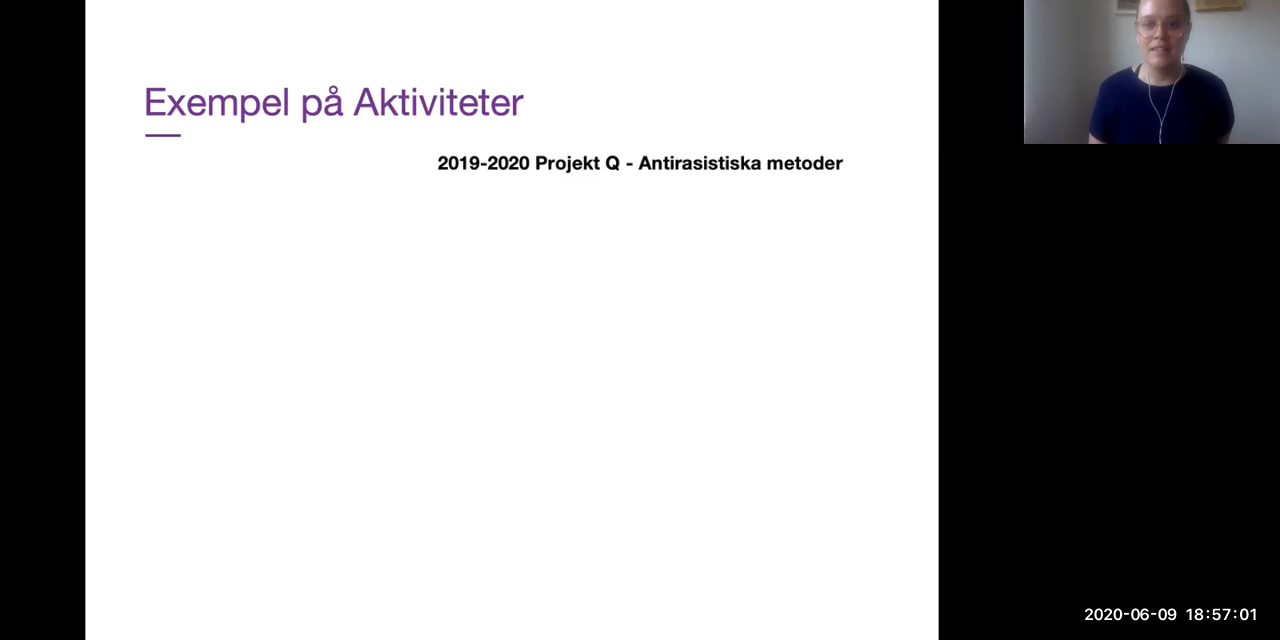 Exempel på Aktiviteter
2019-2020 Projekt Q - Antirasistiska metoder
2020-06-09 18:57:01